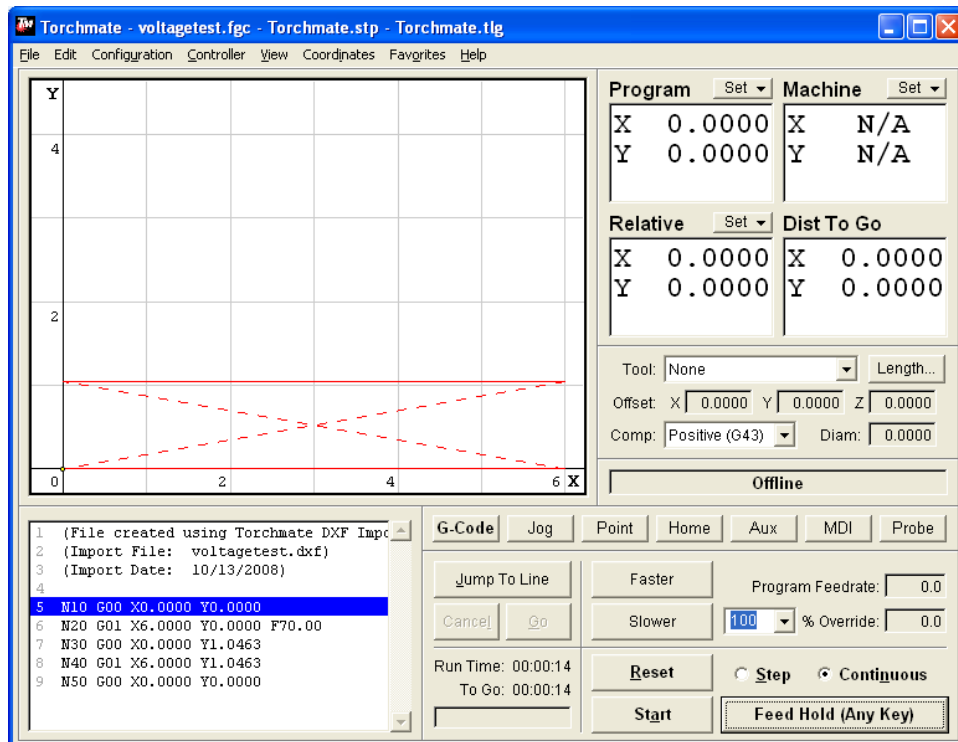 Torchmate - voltagetest.fgc - Torchmate.stp - Torchmate.tlg
File Edit Configuration Controller View Coordinates Favorites Help
Y
4
2
0 2 4 6 X
Program Set
X 0.0000
Y 0.0000
Machine Set
X N/A
Y N/A
Relative Set
X 0.0000
Y 0.0000
Dist To Go
X 0.0000
Y 0.0000
Tool: None Length...
Offset: X 0.0000 Y 0.0000 Z 0.0000
Comp: Positive (G43) Diam: 0.0000
Offline
1 (File created using Torchmate DXF Impo
2 (Import File: voltagetest.dxf)
3 (Import Date: 10/13/2008)
4
5 N10 G00 X0.0000 Y0.0000
6 N20 G01 X6.0000 Y0.0000 F70.00
7 N30 G00 X0.0000 Y1.0463
8 N40 G01 X6.0000 Y1.0463
9 N50 G00 X0.0000 Y0.0000
G-Code Jog Point Home Aux MDI Probe
Jump To Line
Cancel Go
Run Time: 00:00:14
To Go: 00:00:14
Faster
Slower
Program Feedrate: 0.0
100 % Override: 0.0
Reset
Step Continuous
Start
Feed Hold (Any Key)